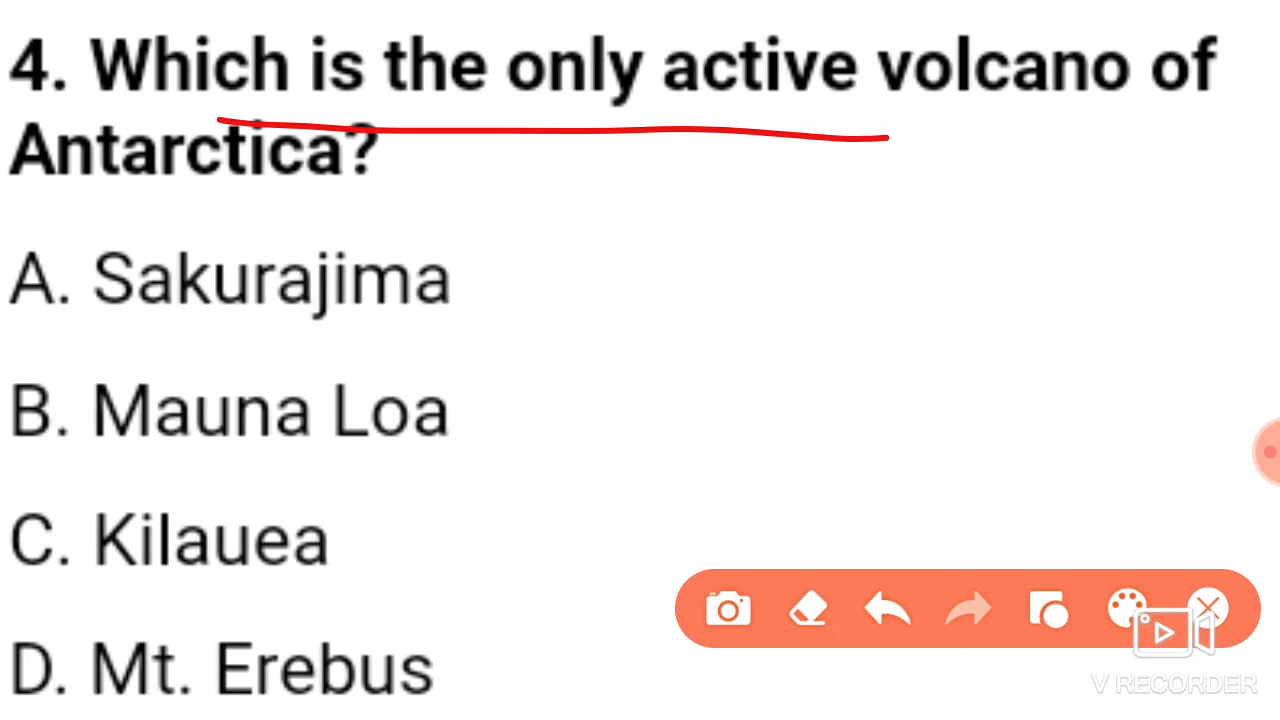 4. Which is the only active volcano of
Antarctica?
A. Sakurajima
B. Mauna Loa
C. Kilauea
D. Mt. Erebus
V RECORDER